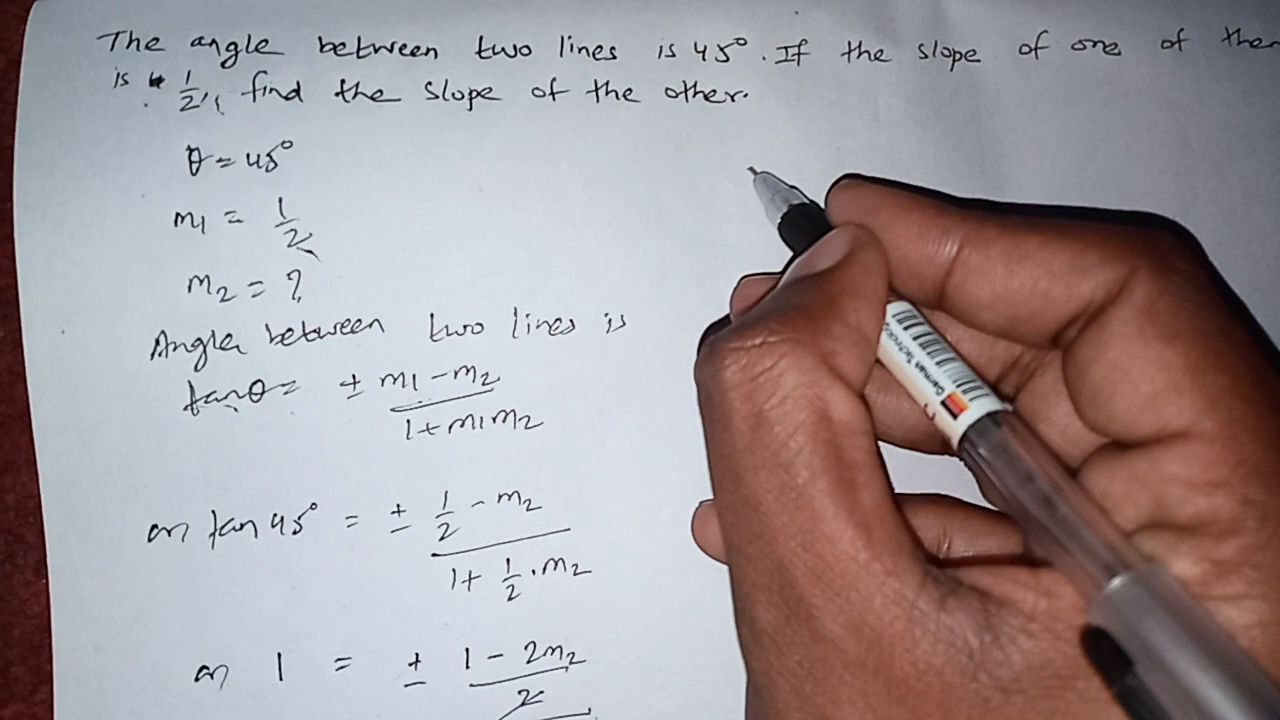 The angle between two lines is 45°. If the slope of one of them
is 1/2, find the slope of the other.
θ = 45°
m1 = 1/2
m2 = ?
Angle between two lines is
tanθ = ± m1 - m2 / 1 + m1m2
or tan 45° = ± 1/2 - m2 / 1 + 1/2 . m2
or 1 = ± 1 - 2m2 / 2
German Technology